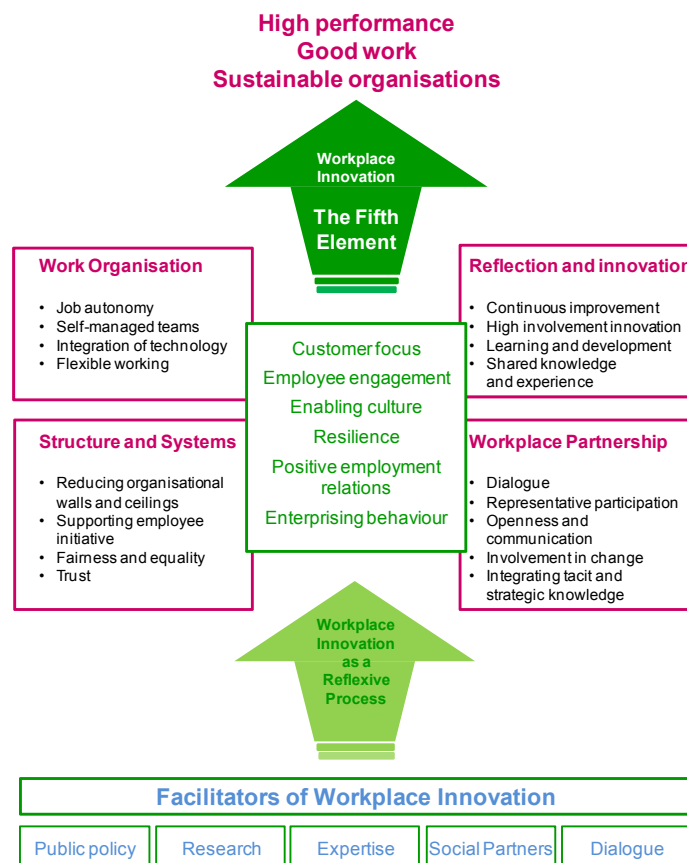 High performance
Good work
Sustainable organisations
Workplace
Innovation
The Fifth
Element
Work Organisation
• Job autonomy
• Self-managed teams
• Integration of technology
• Flexible working
Reflection and innovation
• Continuous improvement
• High involvement innovation
• Learning and development
• Shared knowledge
and experience
Customer focus
Employee engagement
Enabling culture
Resilience
Positive employment
relations
Enterprising behaviour
Structure and Systems
• Reducing organisational
walls and ceilings
• Supporting employee
initiative
• Fairness and equality
• Trust
Workplace Partnership
• Dialogue
• Representative participation
• Openness and
communication
• Involvement in change
• Integrating tacit and
strategic knowledge
Workplace
Innovation
as a
Reflexive
Process
Facilitators of Workplace Innovation
Public policy
Research
Expertise
Social Partners
Dialogue